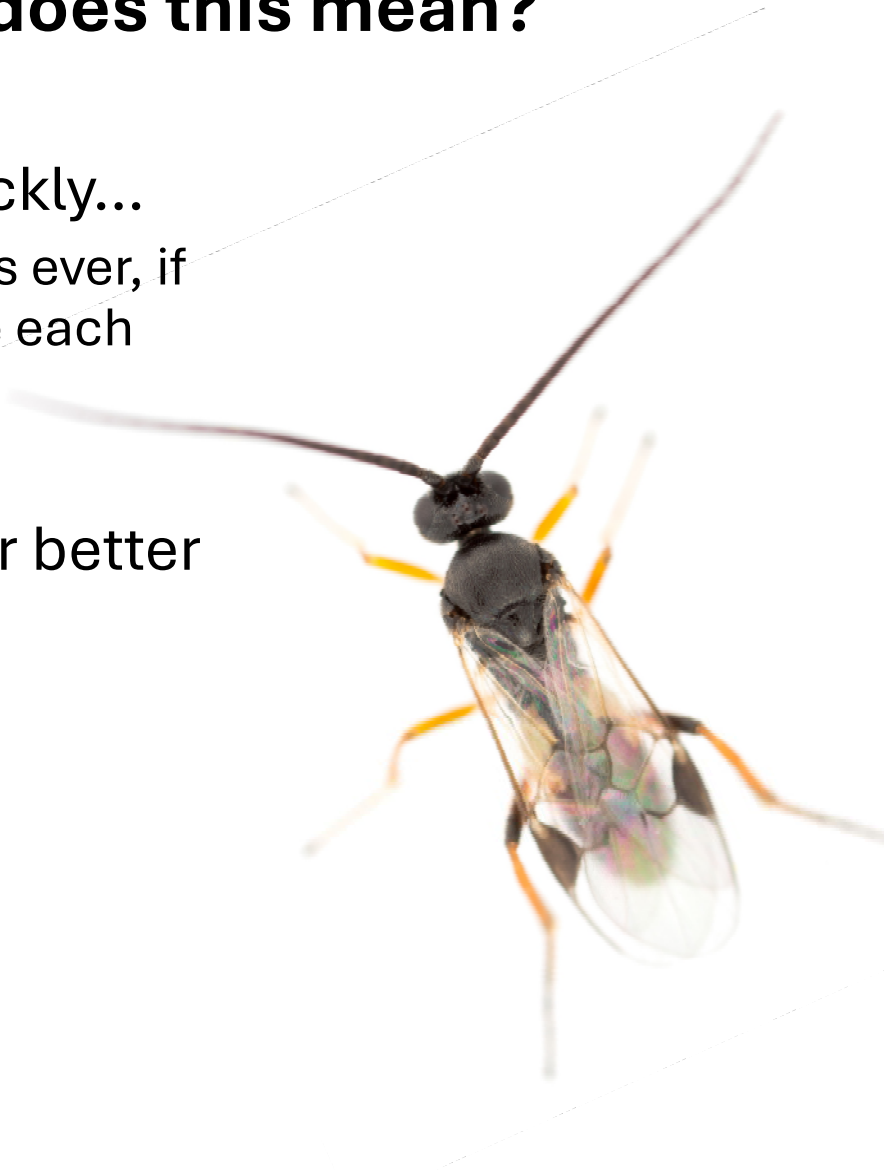 does this mean?
ckly...
s ever, if
each
r better